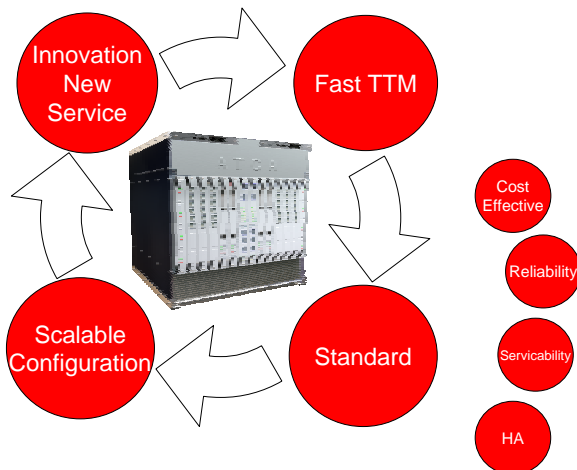 Innovation
New
Service
Fast TTM
ATCA
Cost
Effective
Reliability
Scalable
Configuration
Standard
Servicability
HA